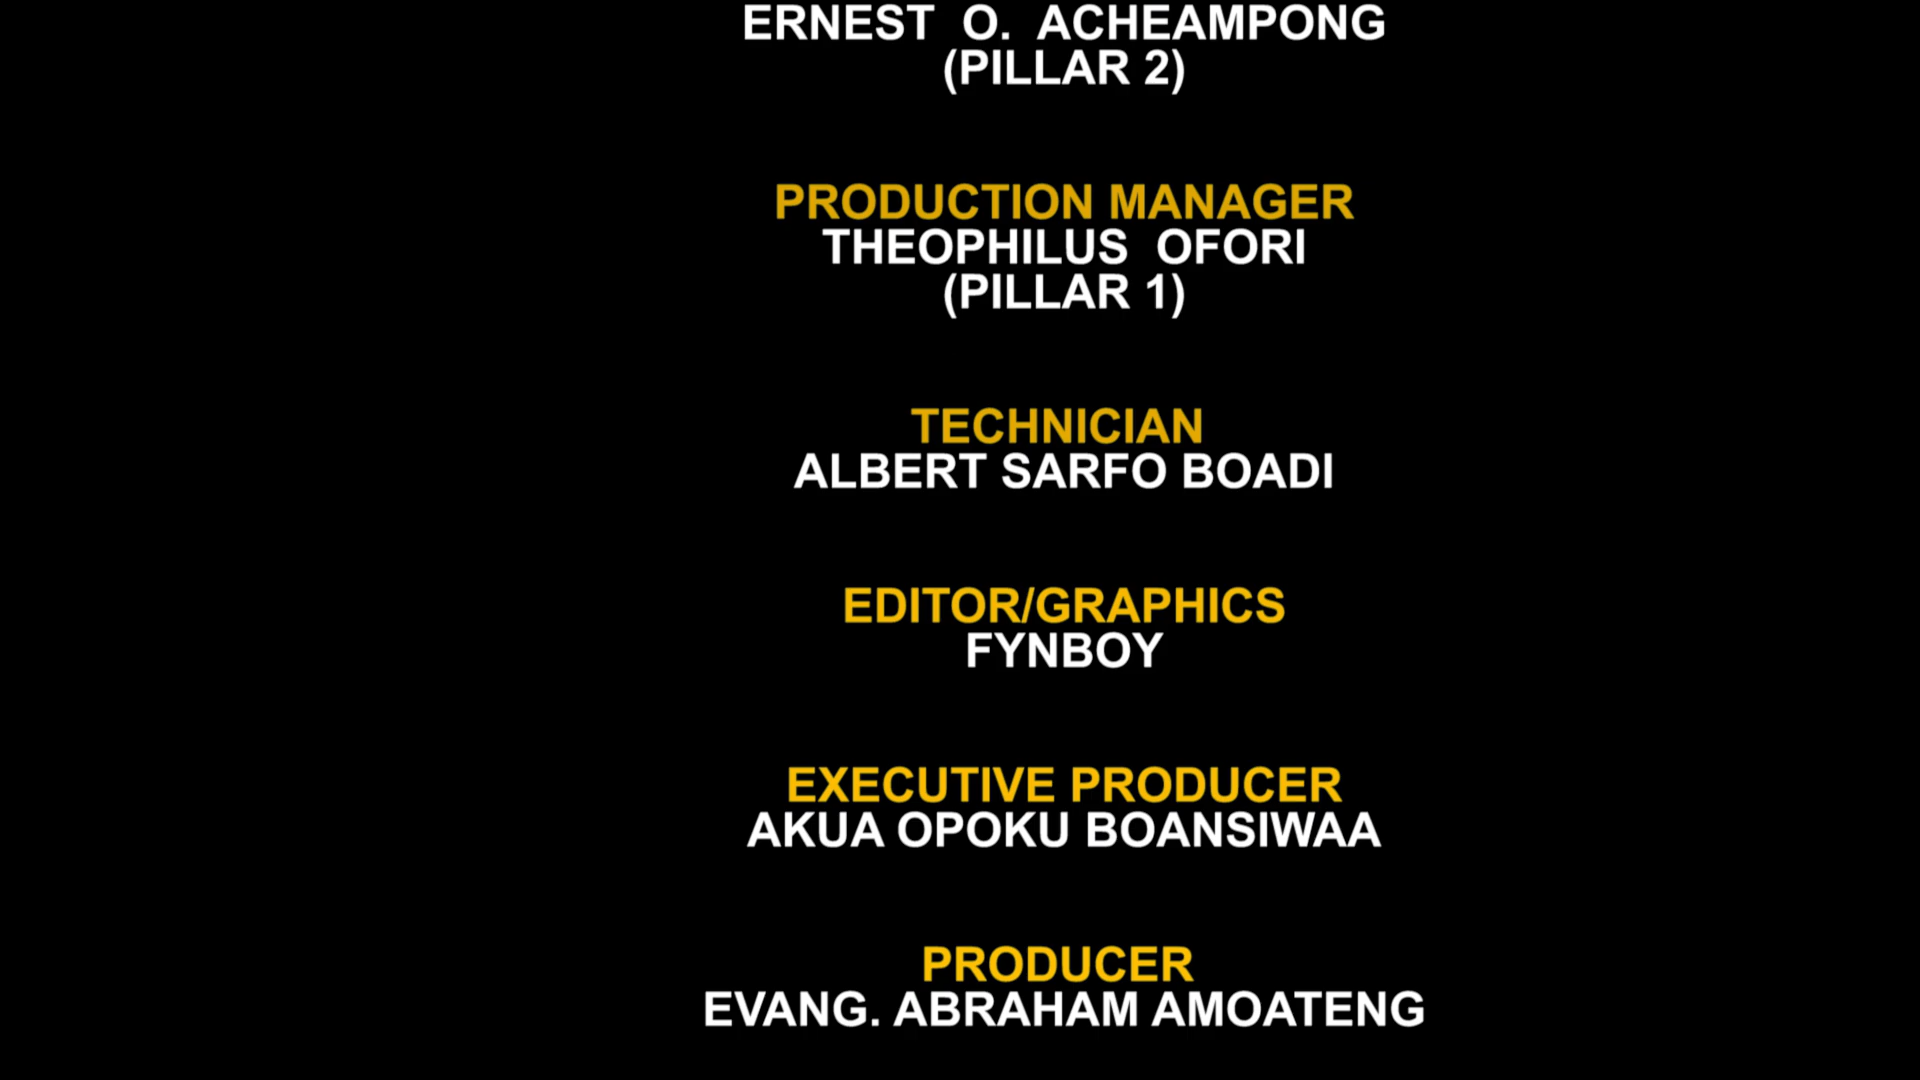 ERNEST O. ACHEAMPONG
(PILLAR 2)
PRODUCTION MANAGER
THEOPHILUS OFORI
(PILLAR 1)
TECHNICIAN
ALBERT SARFO BOADI
EDITOR/GRAPHICS
FYNBOY
EXECUTIVE PRODUCER
AKUA OPOKU BOANSIWAA
PRODUCER
EVANG. ABRAHAM AMOATENG